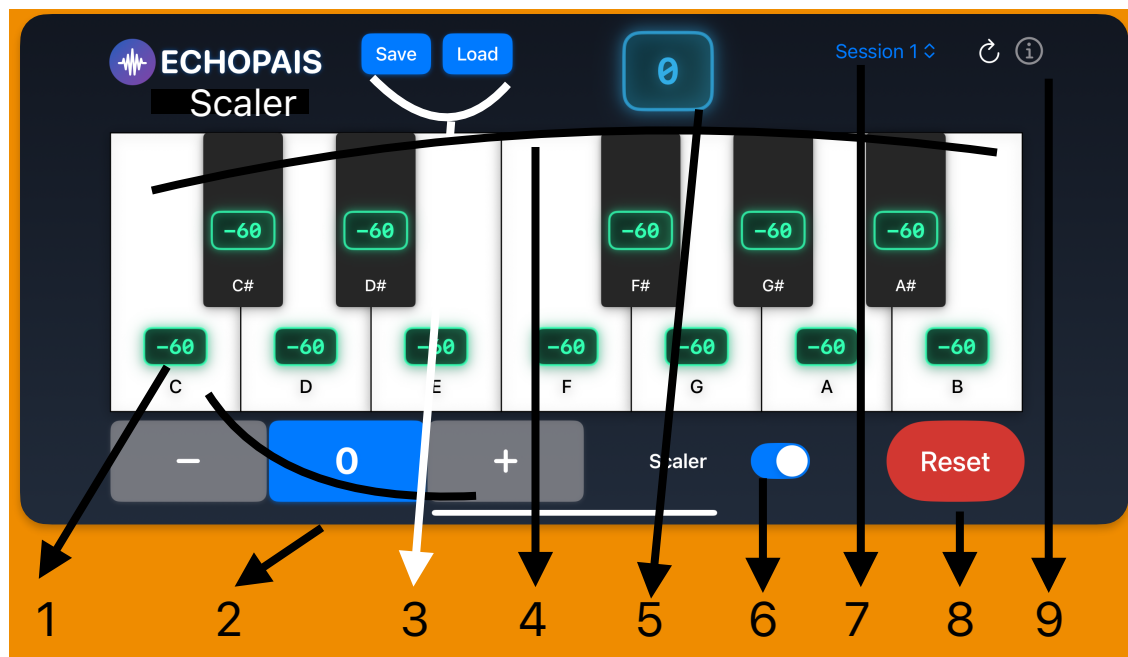 ECHOPAIS Save Load 0 Session 1
Scaler
-60 -60 -60 -60 -60
C# D# F# G# A#
-60 -60 -60 -60 -60 -60 -60
C D E F G A B
− 0 + Scaler Reset
1 2 3 4 5 6 7 8 9